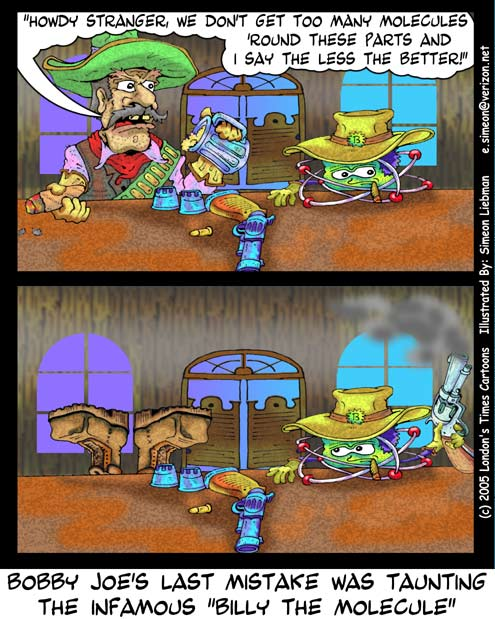 "HOWDY STRANGER, WE DON'T GET TOO MANY MOLECULES
'ROUND THESE PARTS AND
I SAY THE LESS THE BETTER!"
B
B
BOBBY JOE'S LAST MISTAKE WAS TAUNTING
THE INFAMOUS "BILLY THE MOLECULE"
(c) 2005 London's Times Cartoons Illustrated By: Simeon Liebman e.simeon@verizon.net